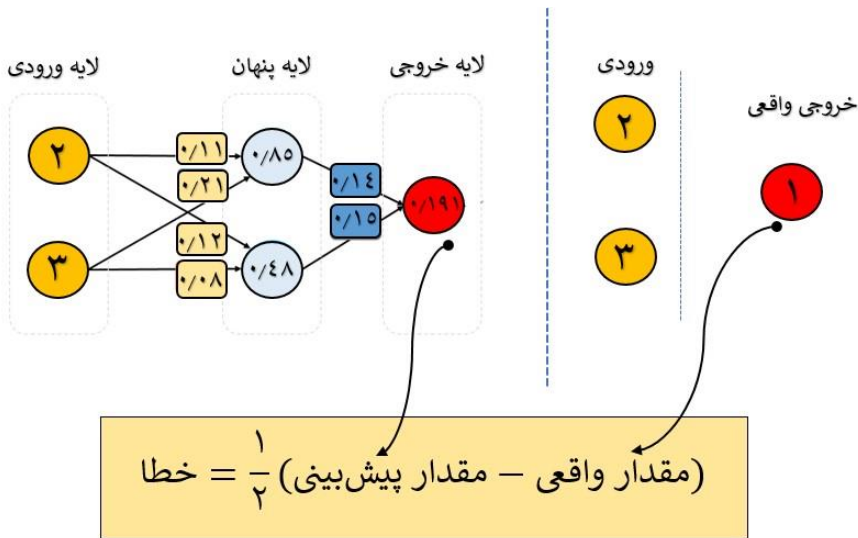 لایه ورودی
لایه پنهان
لایه خروجی
ورودی
خروجی واقعی
۲
۳
۰/۱۱
۰/۲۱
۰/۱۲
۰/۰۸
۰/۸۵
۰/۴۸
۰/۱۴
۰/۱۵
۰/۱۹۱
۲
۳
۱
خطا = ۱/۲ (مقدار پیش‌بینی − مقدار واقعی)